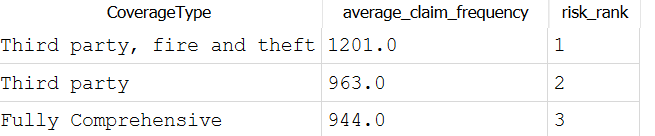 CoverageType average_claim_frequency risk_rank
Third party, fire and theft 1201.0 1
Third party 963.0 2
Fully Comprehensive 944.0 3